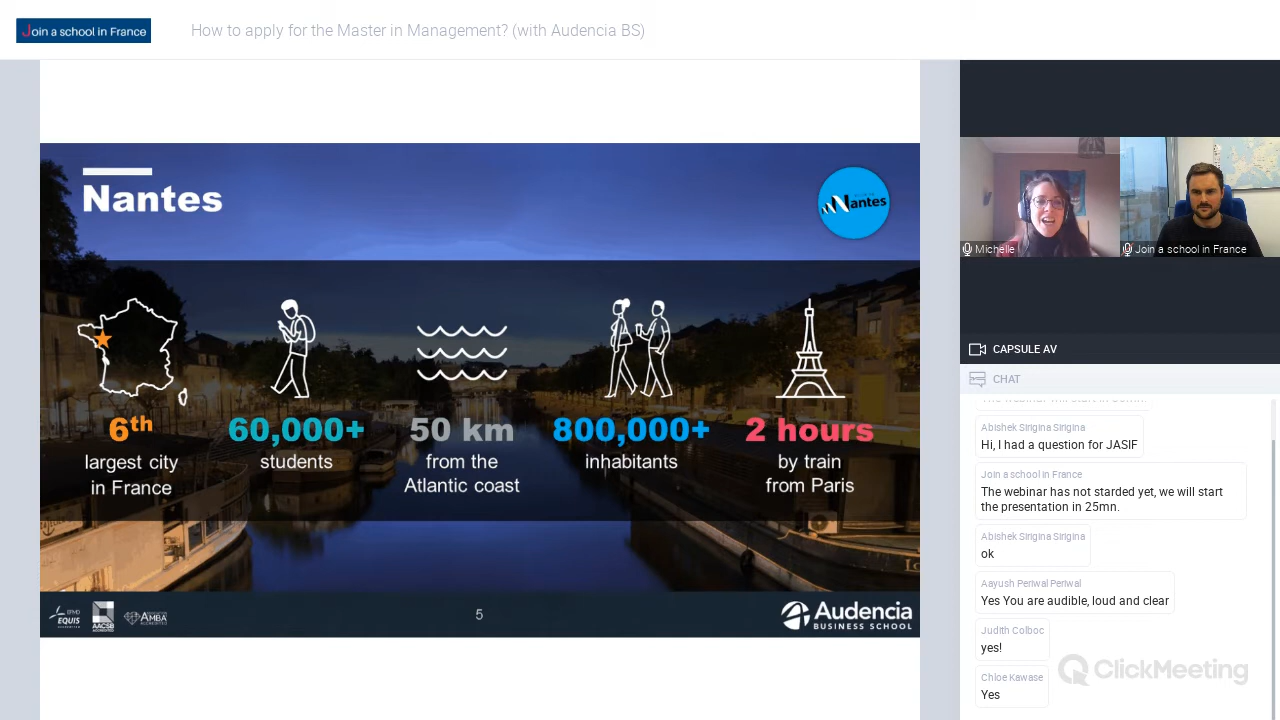 Join a school in France
How to apply for the Master in Management? (with Audencia BS)
Nantes
Nantes
6th
largest city
in France
60,000+
students
50 km
from the
Atlantic coast
800,000+
inhabitants
2 hours
by train
from Paris
EFMD
EQUIS
AACSB
ACCREDITED
AMBA
5
Audencia
BUSINESS SCHOOL
Michelle
Join a school in France
CAPSULE AV
CHAT
Abishek Sirigina Sirigina
Hi, I had a question for JASIF
Join a school in France
The webinar has not starded yet, we will start
the presentation in 25mn.
Abishek Sirigina Sirigina
ok
Aayush Periwal Periwal
Yes You are audible, loud and clear
Judith Colboc
yes!
Chloe Kawase
Yes
ClickMeeting